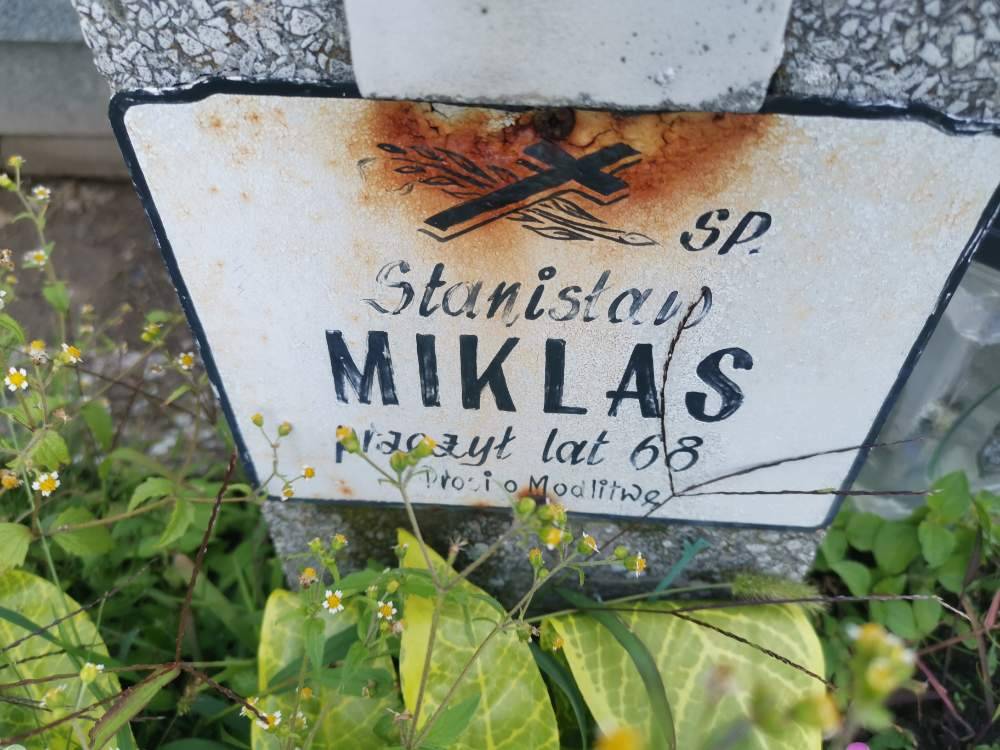 SP.
Stanisław
MIKLAS
przeżył lat 68
Prosi o Modlitwę